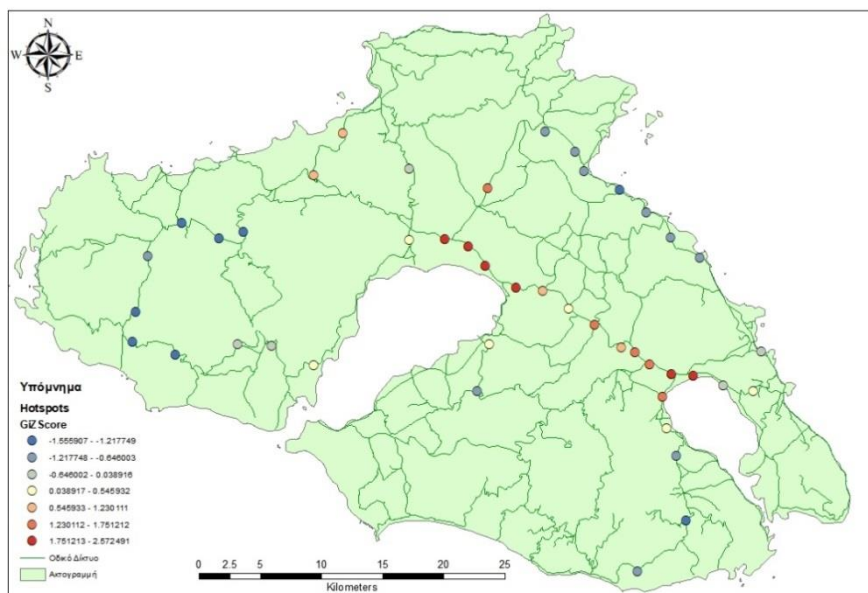 N
W E
S
Υπόμνημα
Hotspots
GiZScore
-1.555907 - -1.217749
-1.217748 - -0.646003
-0.646002 - 0.038916
0.038917 - 0.545932
0.545933 - 1.230111
1.230112 - 1.751212
1.751213 - 2.572491
Οδικό Δίκτυο
Ακτογραμμή
0 2.5 5 10 15 20 25
Kilometers